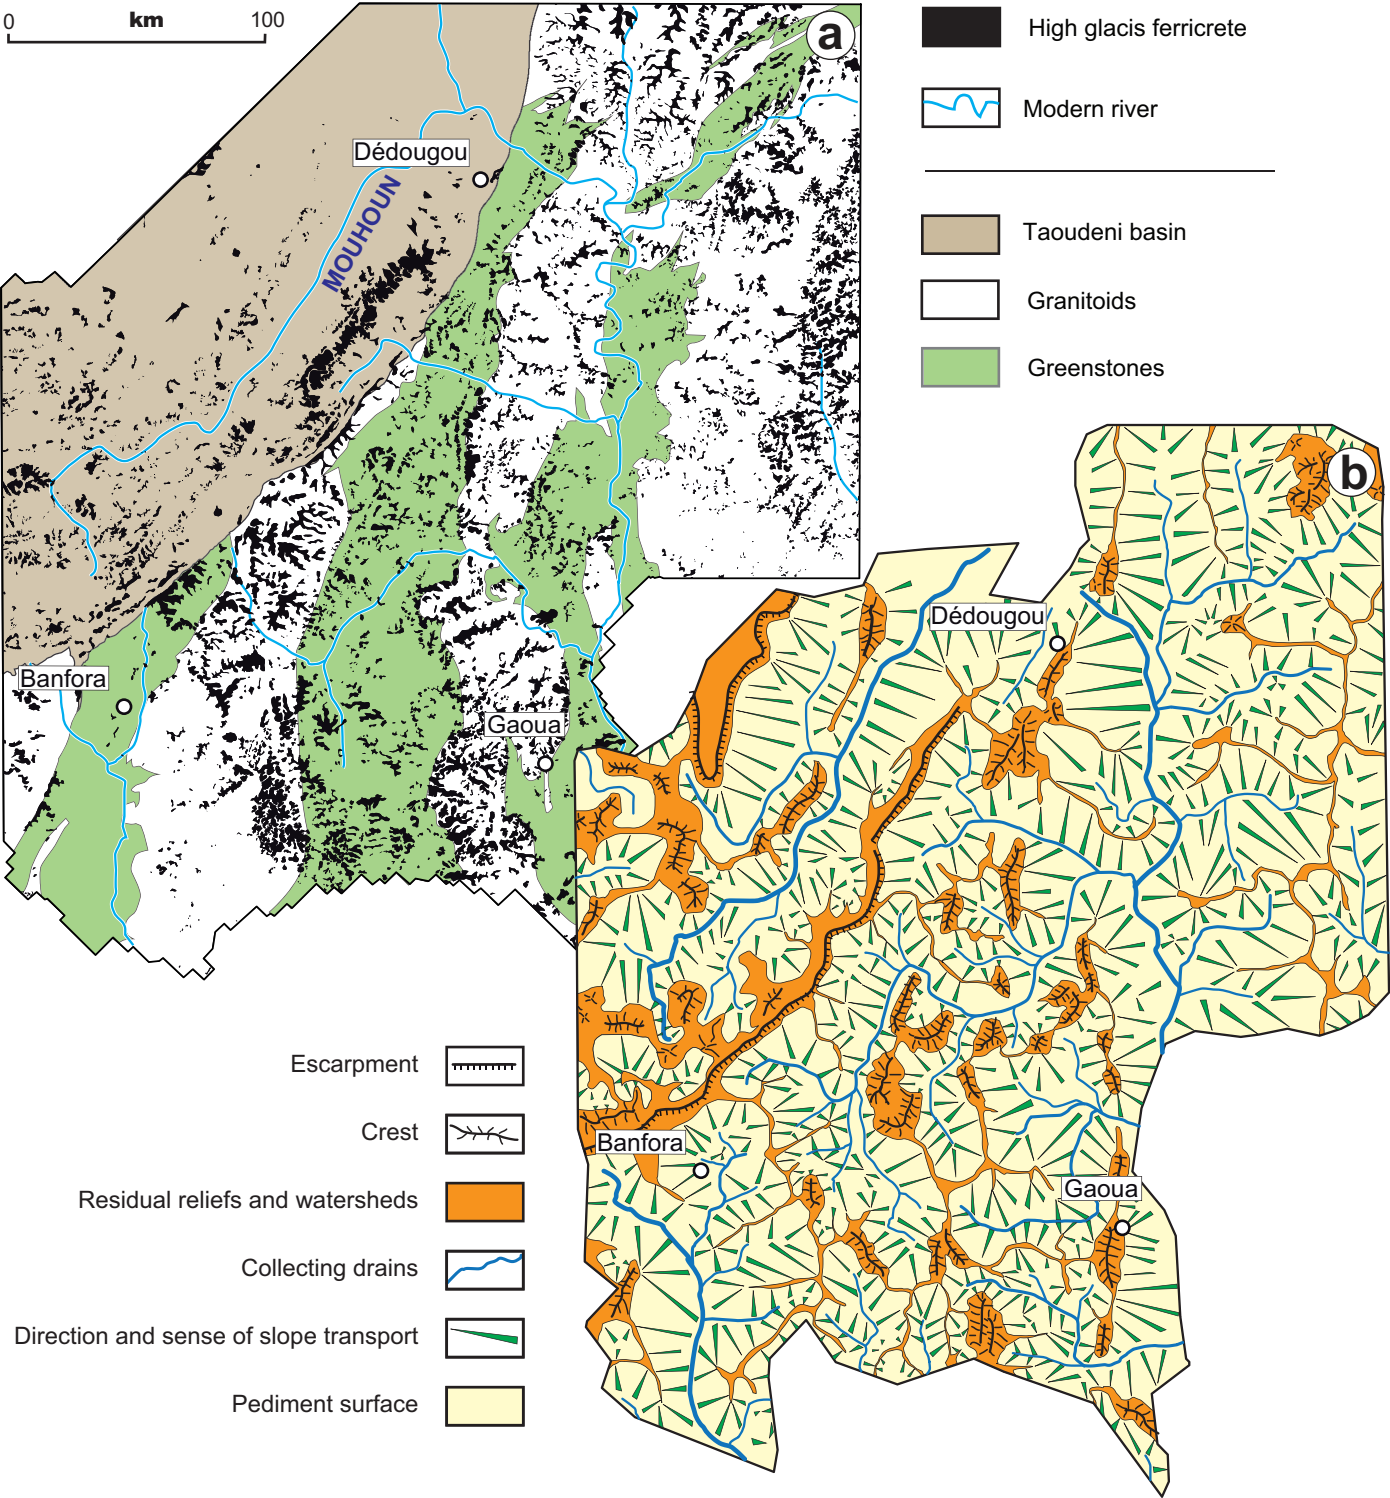 0 km 100
a
Dédougou
MOUHOUN
Banfora
Gaoua
High glacis ferricrete
Modern river
Taoudeni basin
Granitoids
Greenstones
b
Dédougou
Banfora
Gaoua
Escarpment
Crest
Residual reliefs and watersheds
Collecting drains
Direction and sense of slope transport
Pediment surface